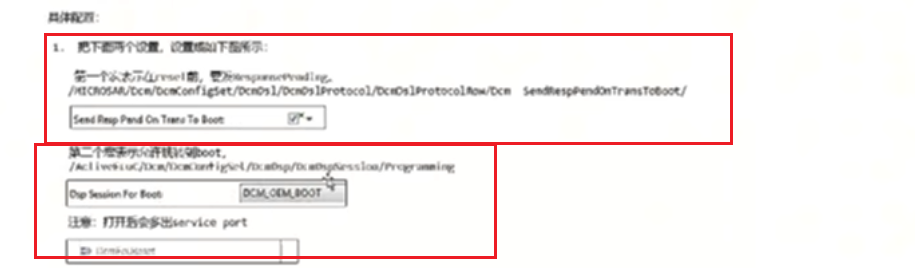 具体配置:
1. 把下面两个设置, 设置成如下图所示:
第一个表示在reset前, 要发ResponsePending,
/MICROSAR/Dcm/DcmConfigSet/DcmDsl/DcmDslProtocol/DcmDslProtocolRow/Dcm SendRespPendOnTransToBoot/
Send Resp Pend On Trans To Boot:
第二个表示允许跳转到boot,
/ActiveEcuC/Dcm/DcmConfigSet/DcmDsp/DcmDspSession/Programming
Dsp Session For Boot: DCM_OEM_BOOT
注意: 打开后会多出service port